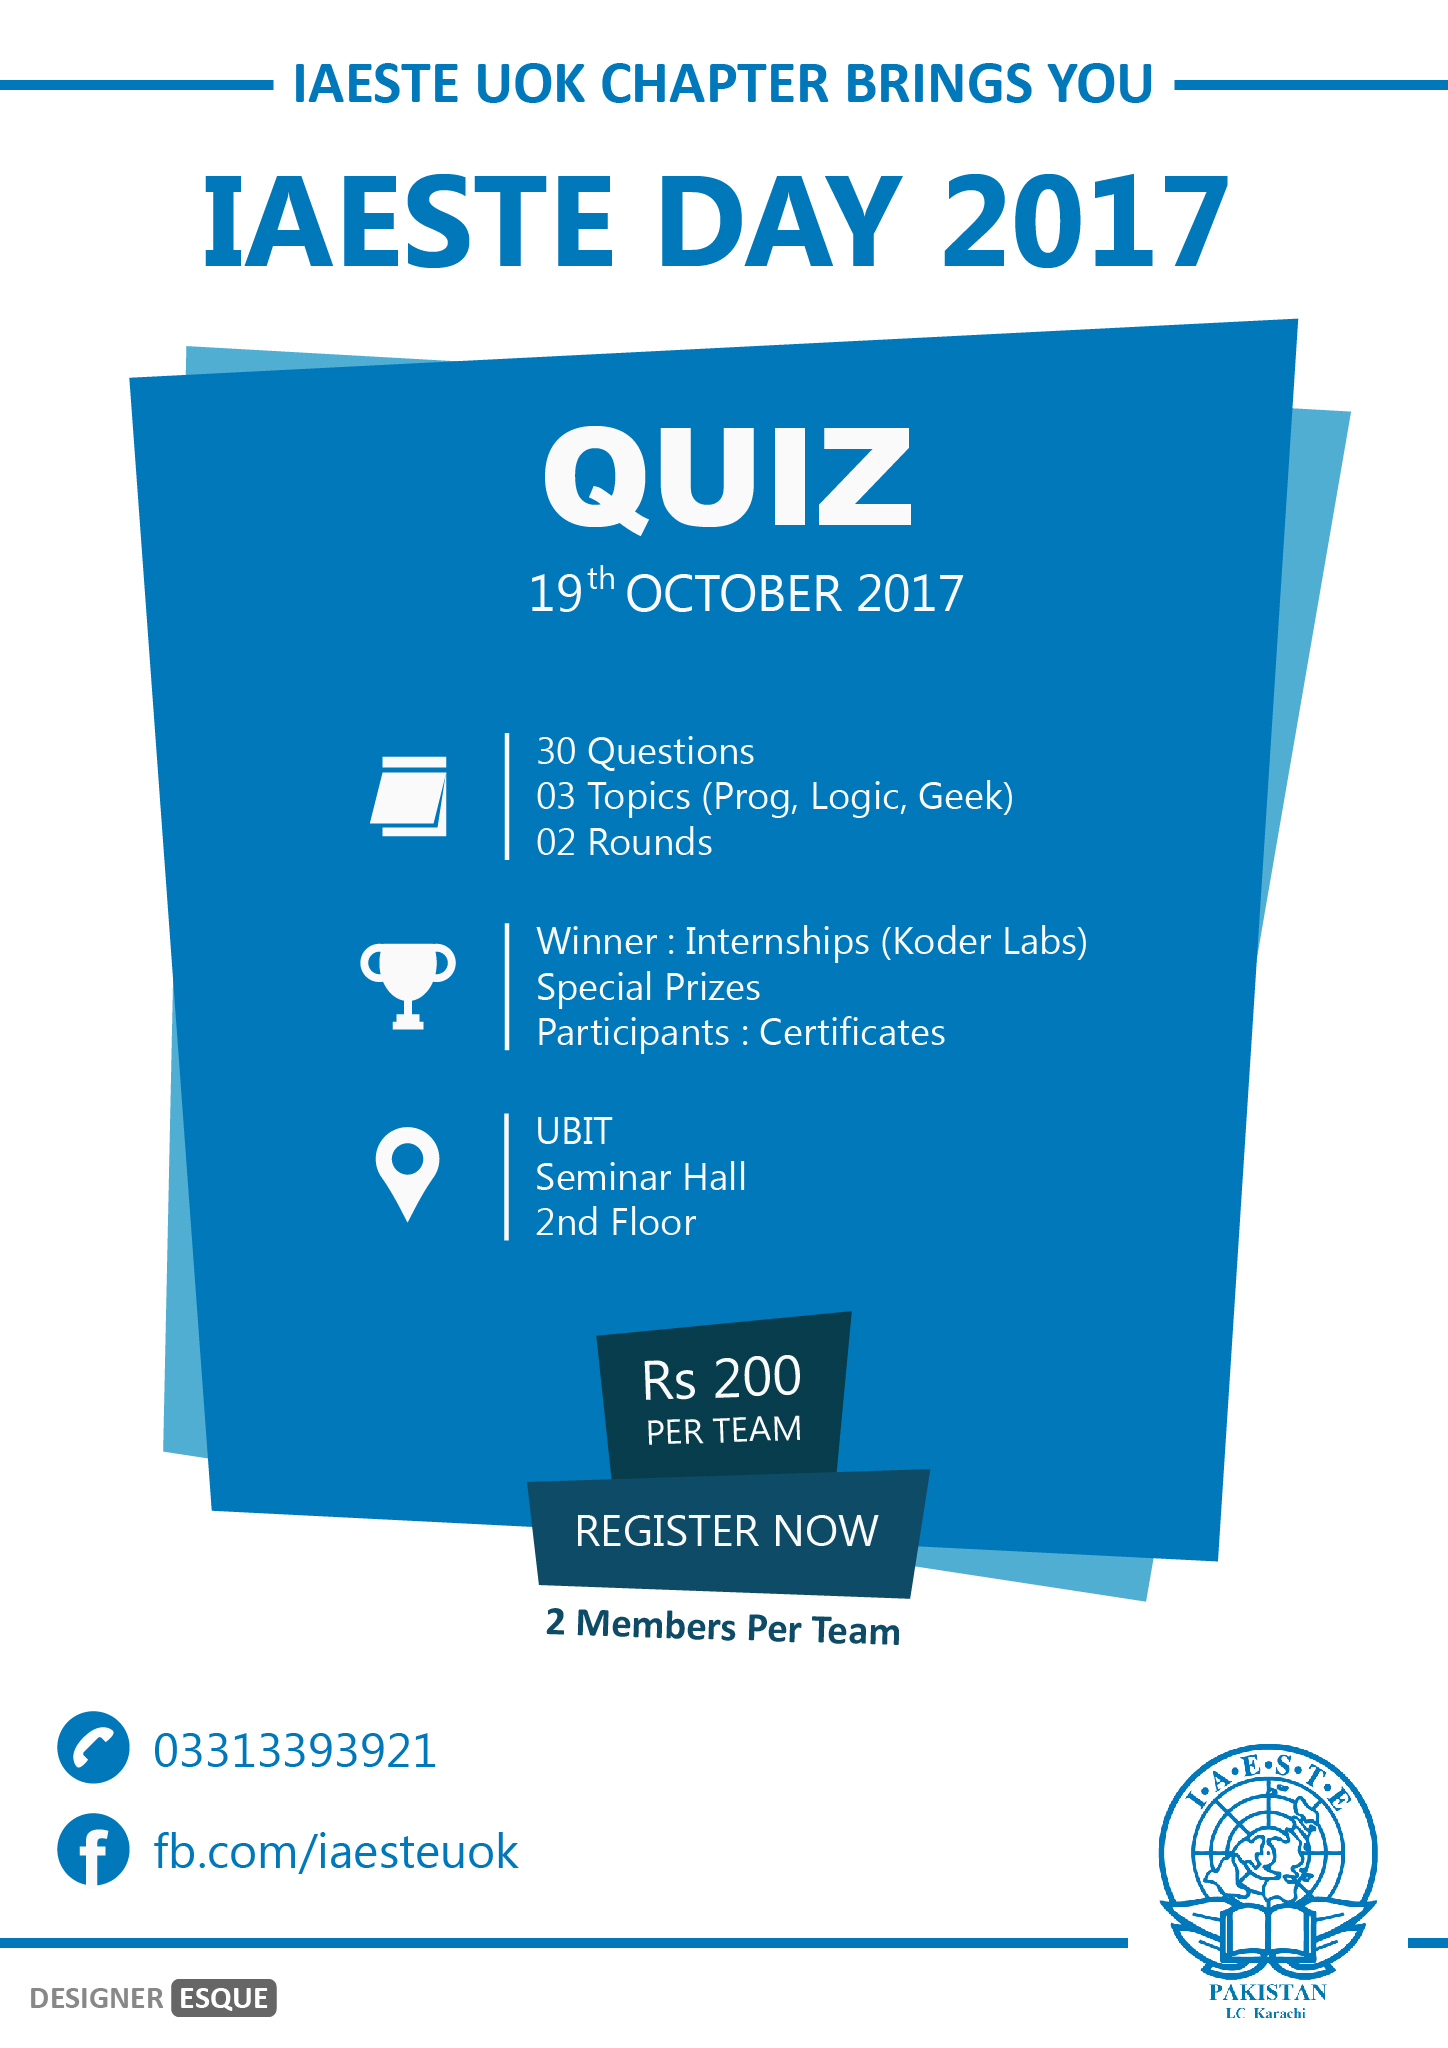 IAESTE UOK CHAPTER BRINGS YOU
IAESTE DAY 2017
QUIZ
19th OCTOBER 2017
30 Questions
03 Topics (Prog, Logic, Geek)
02 Rounds
Winner : Internships (Koder Labs)
Special Prizes
Participants : Certificates
UBIT
Seminar Hall
2nd Floor
Rs 200
PER TEAM
REGISTER NOW
2 Members Per Team
03313393921
fb.com/iaesteuok
I•A•E•S•T•E
PAKISTAN
LC Karachi
DESIGNER ESQUE